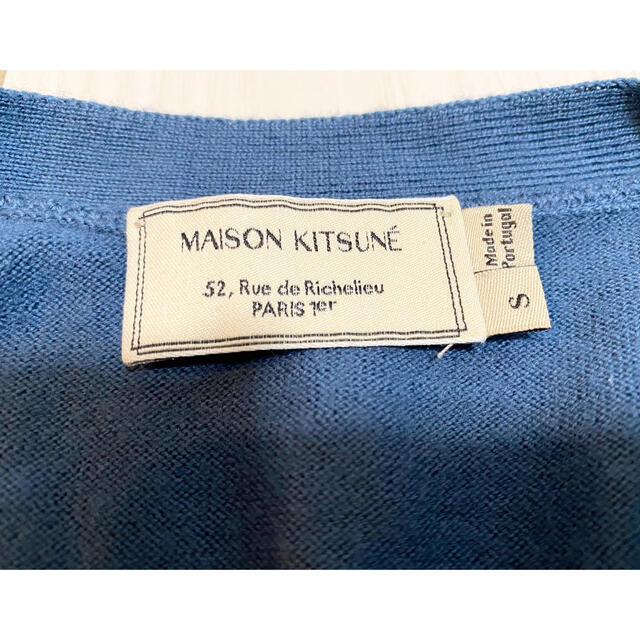 MAISON KITSUNÉ
52, Rue de Richelieu
PARIS 1er
Made in
Portugal
S